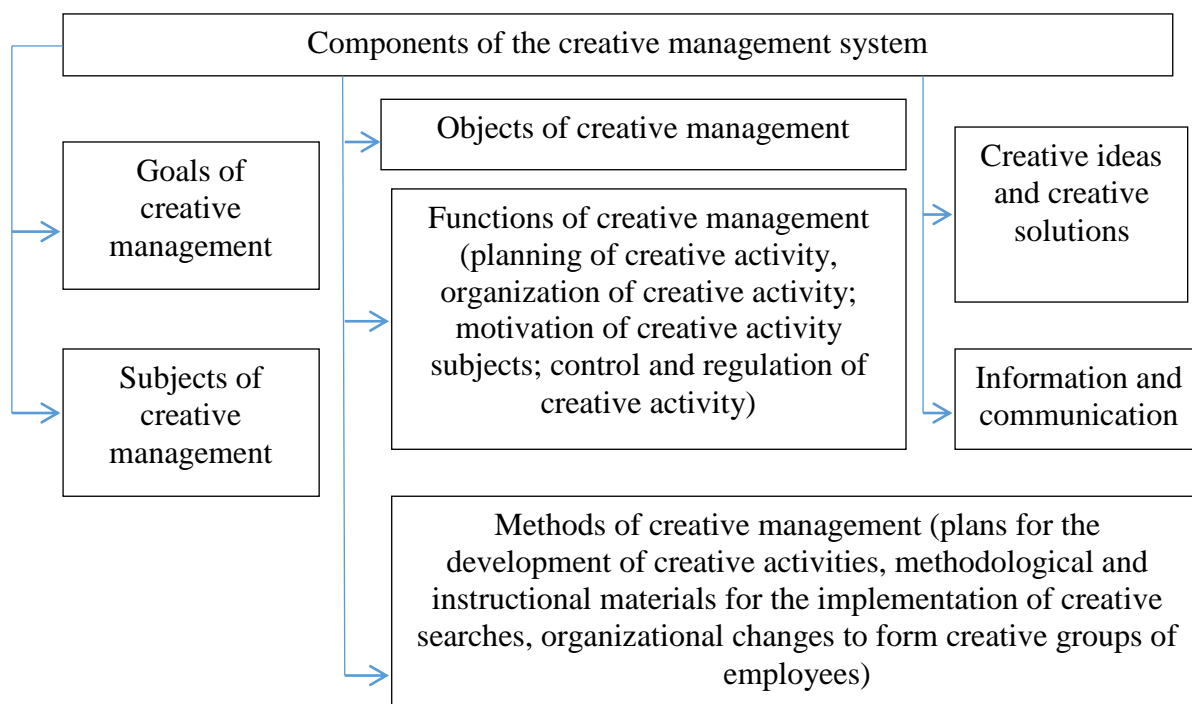 Components of the creative management system
Goals of
creative
management
Subjects of
creative
management
Objects of creative management
Functions of creative management
(planning of creative activity,
organization of creative activity;
motivation of creative activity
subjects; control and regulation of
creative activity)
Methods of creative management (plans for the
development of creative activities, methodological and
instructional materials for the implementation of creative
searches, organizational changes to form creative groups of
employees)
Creative ideas
and creative
solutions
Information and
communication